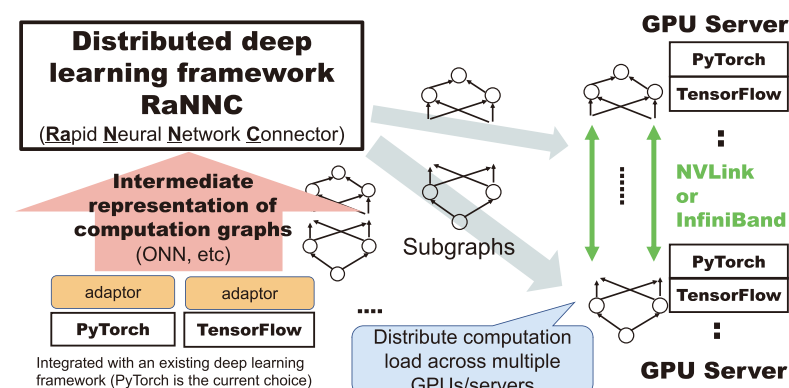 Distributed deep
learning framework
RaNNC
(Rapid Neural Network Connector)
Intermediate
representation of
computation graphs
(ONN, etc)
adaptor
adaptor
PyTorch
TensorFlow
Integrated with an existing deep learning
framework (PyTorch is the current choice)
Subgraphs
Distribute computation
load across multiple
GPUs/servers
GPU Server
PyTorch
TensorFlow
NVLink
or
InfiniBand
PyTorch
TensorFlow
GPU Server